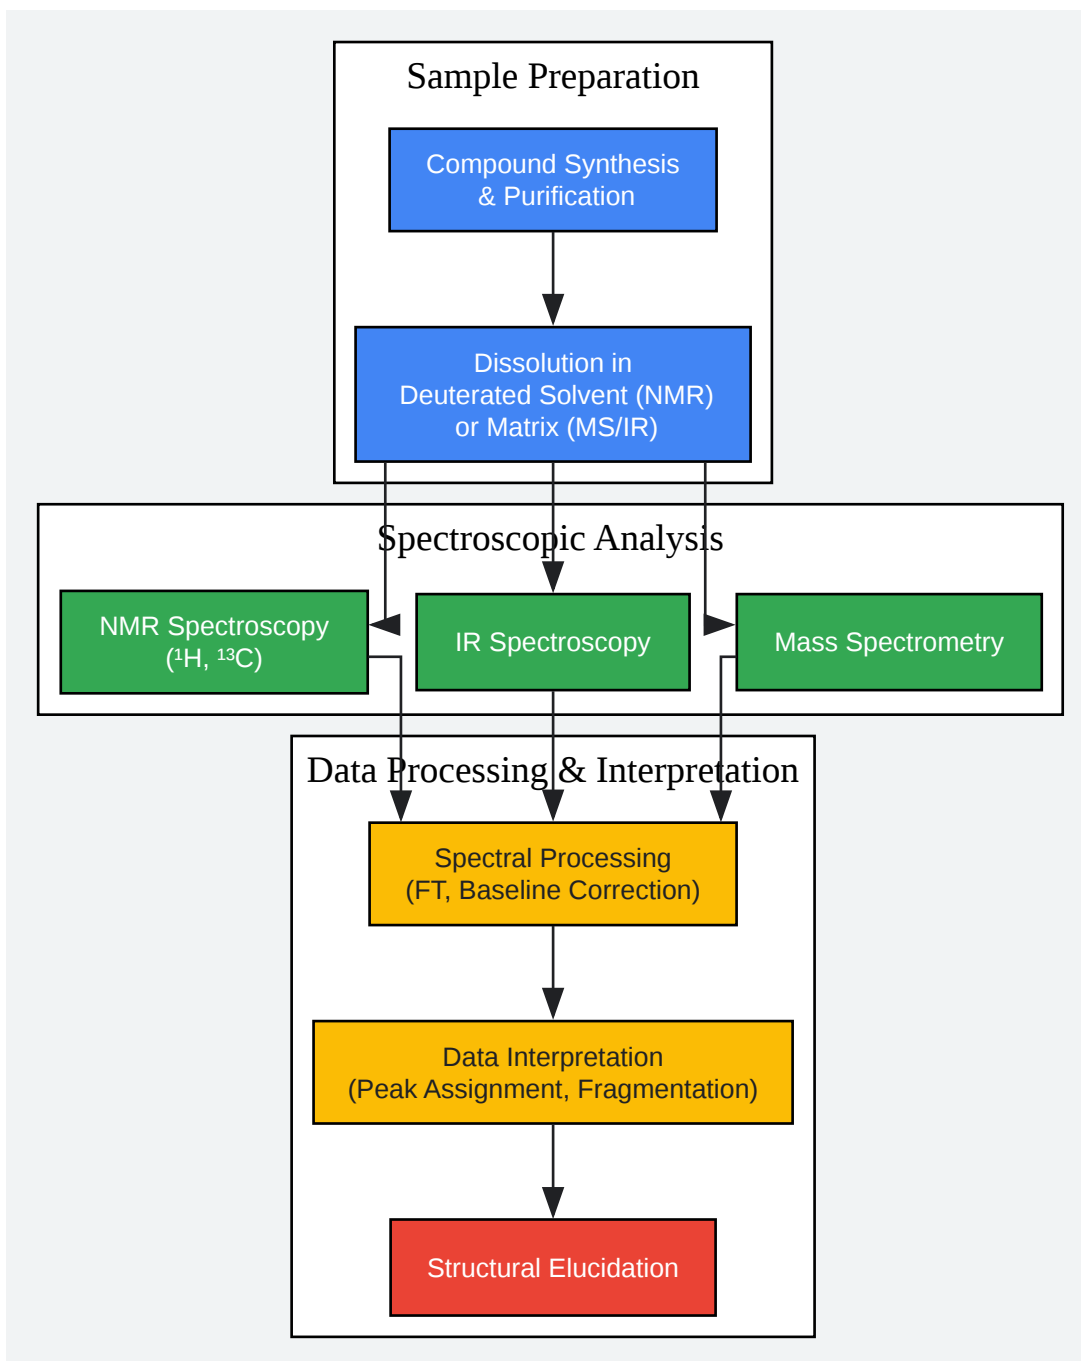 Sample Preparation
Compound Synthesis
& Purification
Dissolution in
Deuterated Solvent (NMR)
or Matrix (MS/IR)
Spectroscopic Analysis
NMR Spectroscopy
(¹H, ¹³C)
IR Spectroscopy
Mass Spectrometry
Data Processing & Interpretation
Spectral Processing
(FT, Baseline Correction)
Data Interpretation
(Peak Assignment, Fragmentation)
Structural Elucidation